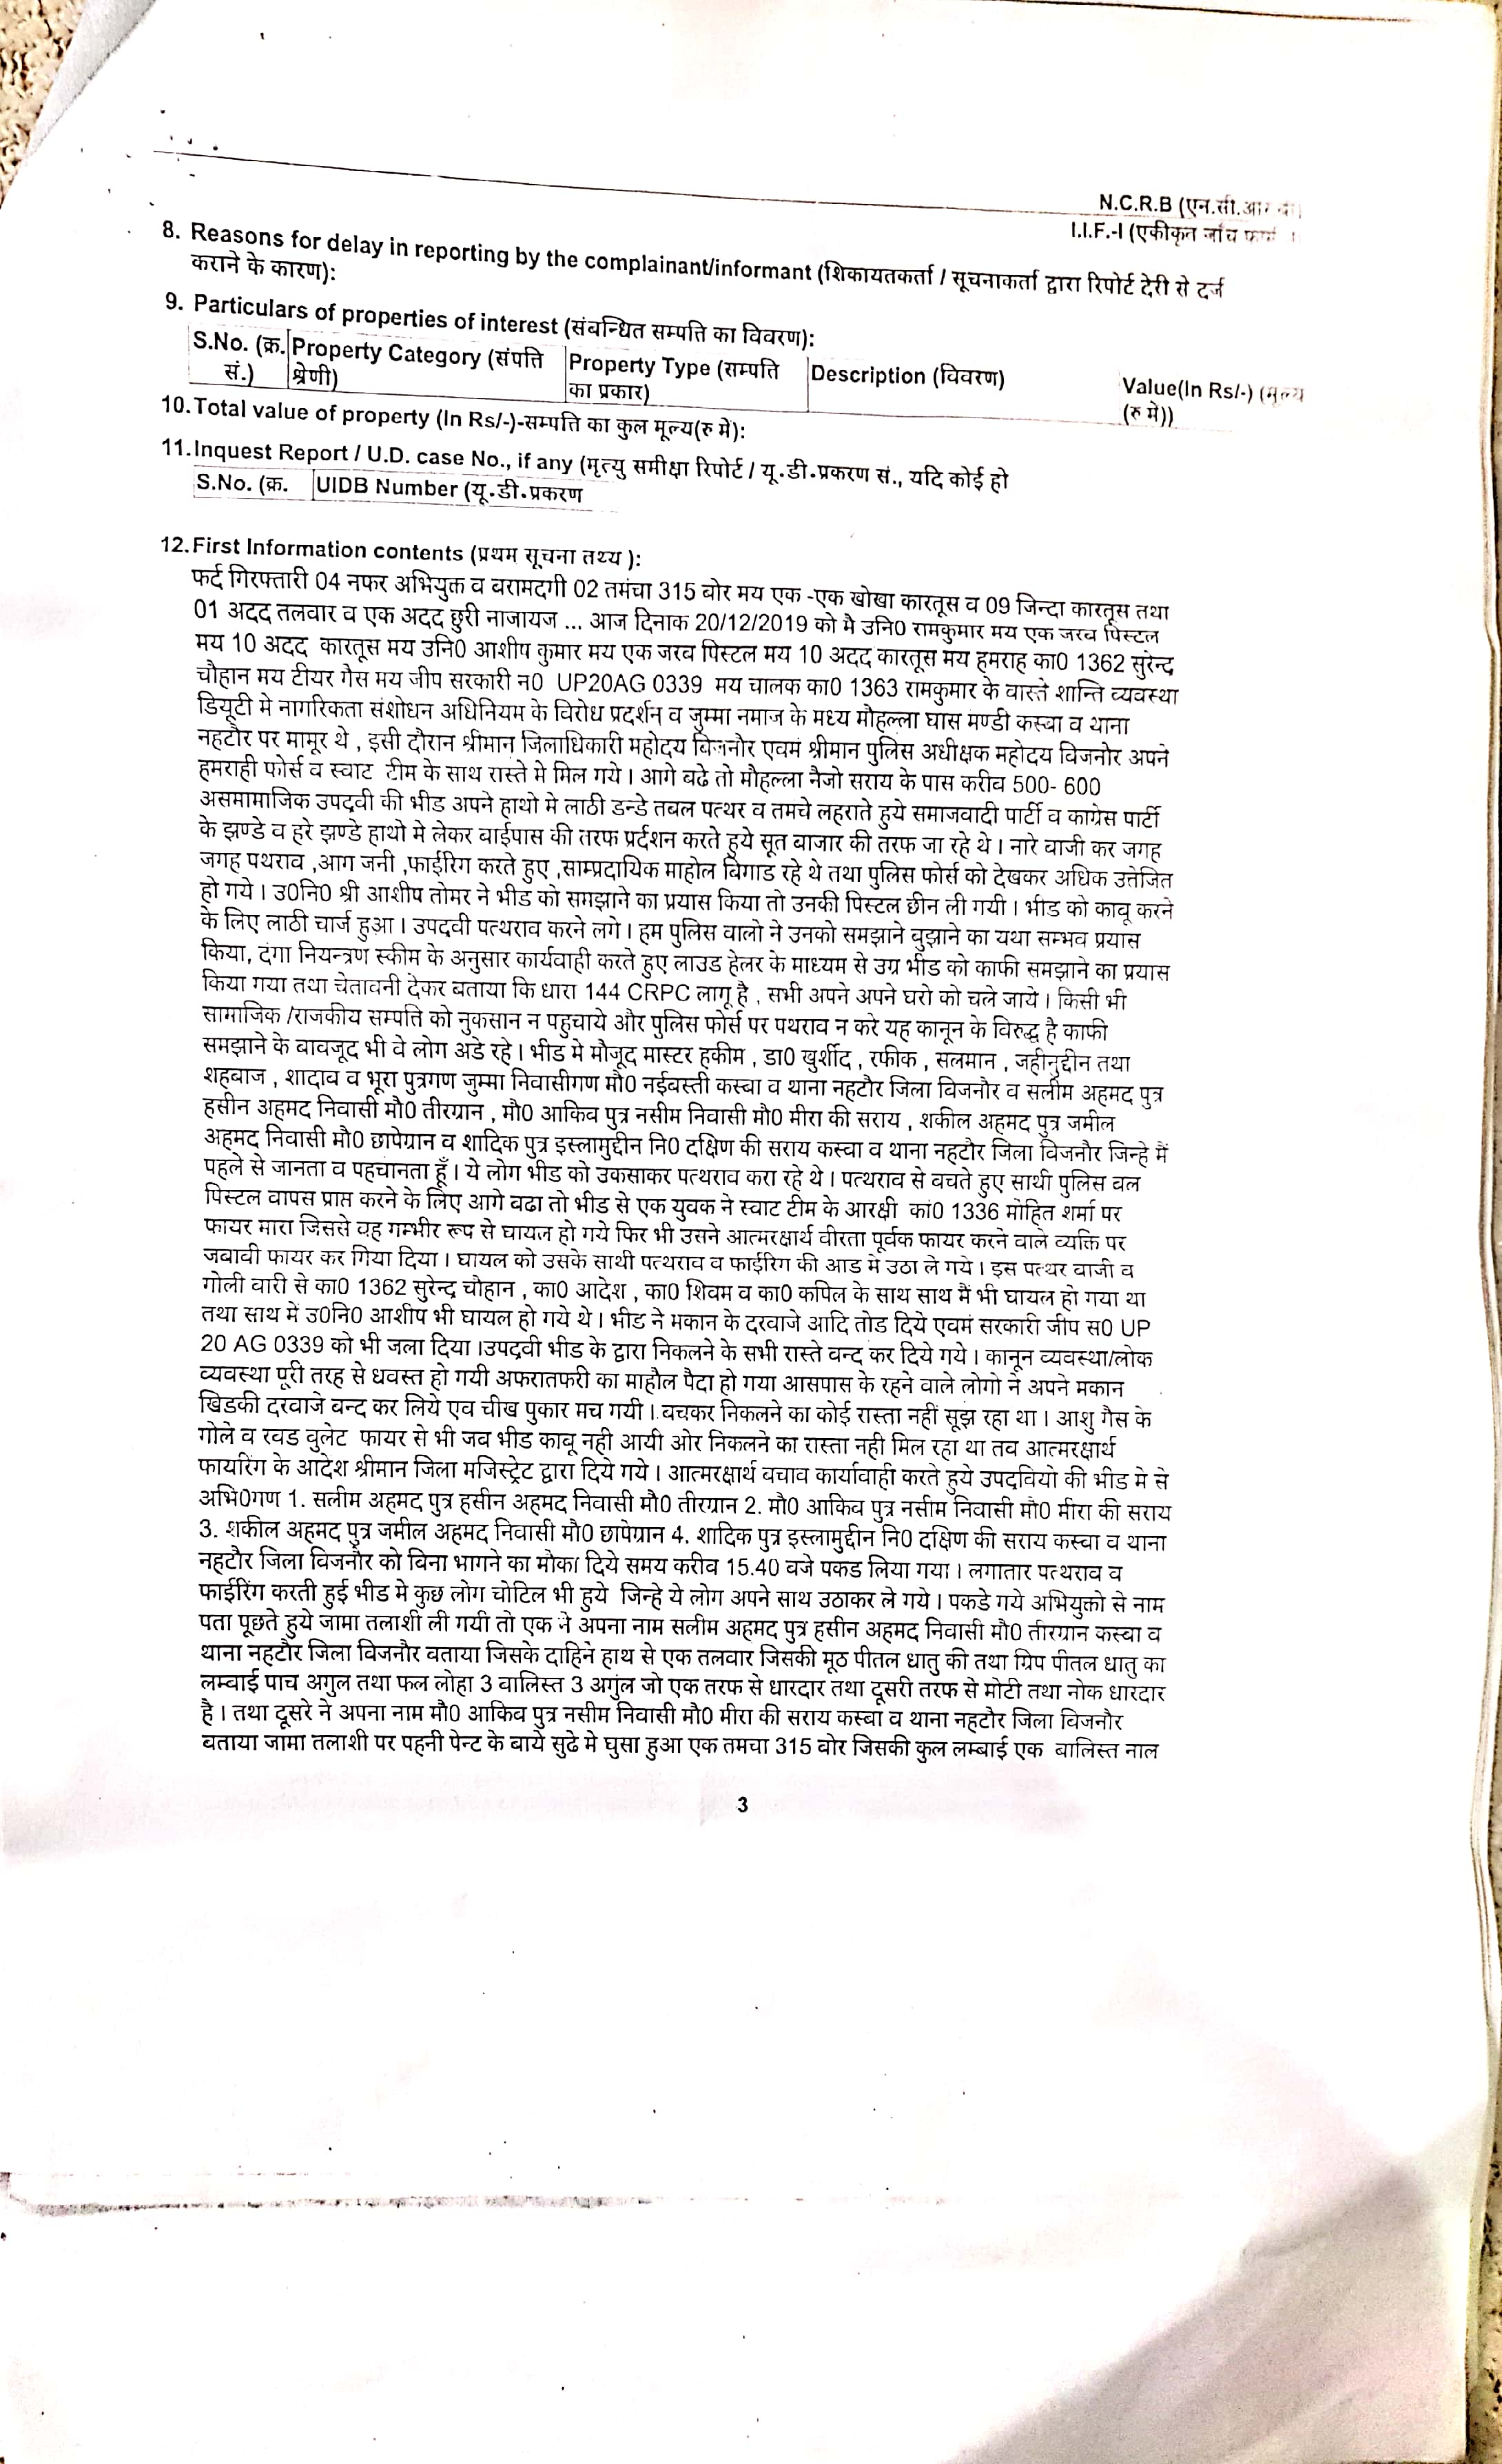 N.C.R.B (एन.सी.आर
I.I.F.-I (एकीकृत जाँच फार्म
8. Reasons for delay in reporting by the complainant/informant (शिकायतकर्ता / सूचनाकर्ता द्वारा रिपोर्ट देरी से दर्ज
कराने के कारण):
9. Particulars of properties of interest (संबन्धित सम्पति का विवरण):
S.No. (क्र. Property Category (संपति Property Type (सम्पति Description (विवरण) Value(In Rs/-) (मूल्य
सं.) श्रेणी) का प्रकार) (रु में))
10. Total value of property (In Rs/-)-सम्पति का कुल मूल्य(रु में):
11. Inquest Report / U.D. case No., if any (मृत्यु समीक्षा रिपोर्ट / यू.डी.प्रकरण सं., यदि कोई हो
S.No. (क्र. UIDB Number (यू.डी.प्रकरण
12. First Information contents (प्रथम सूचना तथ्य ):
फर्द गिरफ्तारी 04 नफर अभियुक्त व बरामदगी 02 तमंचा 315 बोर मय एक -एक खोखा कारतूस व 09 जिन्दा कारतूस तथा
01 अदद तलवार व एक अदद छुरी नाजायज ... आज दिनाक 20/12/2019 को मै उनि0 रामकुमार मय एक जरब पिस्टल
मय 10 अदद कारतूस मय उनि0 आशीष कुमार मय एक जरब पिस्टल मय 10 अदद कारतूस मय हमराह का0 1362 सुरेन्द
चौहान मय टीयर गैस मय जीप सरकारी न0 UP20AG 0339 मय चालक का0 1363 रामकुमार के वास्ते शान्ति व्यवस्था
डियूटी मे नागरिकता संशोधन अधिनियम के विरोध प्रदर्शन व जुम्मा नमाज के मध्य मौहल्ला घास मण्डी कस्बा व थाना
नहटौर पर मामूर थे , इसी दौरान श्रीमान जिलाधिकारी महोदय बिजनौर एवमं श्रीमान पुलिस अधीक्षक महोदय बिजनोर अपने
हमराही फोर्स व स्वाट टीम के साथ रास्ते मे मिल गये । आगे बढे तो मौहल्ला नैजो सराय के पास करीब 500- 600
असमामाजिक उपद्रवी की भीड अपने हाथो मे लाठी डन्डे तबल पत्थर व तमचे लहराते हुये समाजवादी पार्टी व काग्रेस पार्टी
के झण्डे व हरे झण्डे हाथो मे लेकर बाईपास की तरफ प्रर्दशन करते हुये सूत बाजार की तरफ जा रहे थे । नारे बाजी कर जगह
जगह पथराव ,आग जनी ,फाईरिंग करते हुए ,साम्प्रदायिक माहोल बिगाड रहे थे तथा पुलिस फोर्स को देखकर अधिक उत्तेजित
हो गये । उ0नि0 श्री आशीष तोमर ने भीड को समझाने का प्रयास किया तो उनकी पिस्टल छीन ली गयी । भीड को काबू करने
के लिए लाठी चार्ज हुआ । उपदवी पत्थराव करने लगे । हम पुलिस वालो ने उनको समझाने बुझाने का यथा सम्भव प्रयास
किया, दंगा नियन्त्रण स्कीम के अनुसार कार्यवाही करते हुए लाउड हेलर के माध्यम से उग्र भीड को काफी समझाने का प्रयास
किया गया तथा चेतावनी देकर बताया कि धारा 144 CRPC लागू है , सभी अपने अपने घरो को चले जाये । किसी भी
सामाजिक /राजकीय सम्पति को नुकसान न पहुचाये और पुलिस फोर्स पर पथराव न करे यह कानून के विरुद्ध है काफी
समझाने के बावजूद भी वे लोग अडे रहे । भीड मे मौजूद मास्टर हकीम , डा0 खुर्शीद , रफीक , सलमान , जहीनुद्दीन तथा
शहबाज , शादाब व भूरा पुत्रगण जुम्मा निवासीगण मौ0 नईबस्ती कस्बा व थाना नहटौर जिला बिजनौर व सलीम अहमद पुत्र
हसीन अहमद निवासी मौ0 तीरग्रान , मौ0 आकिब पुत्र नसीम निवासी मौ0 मीरा की सराय , शकील अहमद पुत्र जमील
अहमद निवासी मौ0 छापेग्रान व शादिक पुत्र इस्लामुद्दीन नि0 दक्षिण की सराय कस्बा व थाना नहटौर जिला बिजनौर जिन्हे मैं
पहले से जानता व पहचानता हूँ । ये लोग भीड को उकसाकर पत्थराव करा रहे थे । पत्थराव से बचते हुए साथी पुलिस बल
पिस्टल वापस प्राप्त करने के लिए आगे बढा तो भीड से एक युवक ने स्वाट टीम के आरक्षी कां0 1336 मोहित शर्मा पर
फायर मारा जिससे वह गम्भीर रूप से घायल हो गये फिर भी उसने आत्मरक्षार्थ वीरता पूर्वक फायर करने वाले व्यक्ति पर
जवाबी फायर कर गिया दिया । घायल को उसके साथी पत्थराव व फाईरिग की आड मे उठा ले गये । इस पत्थर बाजी व
गोली बारी से का0 1362 सुरेन्द्र चौहान , का0 आदेश , का0 शिवम व का0 कपिल के साथ साथ मैं भी घायल हो गया था
तथा साथ में उ0नि0 आशीष भी घायल हो गये थे । भीड ने मकान के दरवाजे आदि तोड दिये एवमं सरकारी जीप स0 UP
20 AG 0339 को भी जला दिया ।उपदवी भीड के द्वारा निकलने के सभी रास्ते बन्द कर दिये गये । कानून व्यवस्था/लोक
व्यवस्था पूरी तरह से धवस्त हो गयी अफरातफरी का माहौल पैदा हो गया आसपास के रहने वाले लोगो ने अपने मकान
खिडकी दरवाजे बन्द कर लिये एव चीख पुकार मच गयी । बचकर निकलने का कोई रास्ता नहीं सूझ रहा था । आशु गैस के
गोले व रबड बुलेट फायर से भी जब भीड काबू नही आयी ओर निकलने का रास्ता नही मिल रहा था तब आत्मरक्षार्थ
फायरिंग के आदेश श्रीमान जिला मजिस्ट्रेट द्वारा दिये गये । आत्मरक्षार्थ बचाव कार्यावाही करते हुये उपदवियो की भीड मे से
अभि0गण 1. सलीम अहमद पुत्र हसीन अहमद निवासी मौ0 तीरग्रान 2. मौ0 आकिब पुत्र नसीम निवासी मौ0 मीरा की सराय
3. शकील अहमद पुत्र जमील अहमद निवासी मौ0 छापेग्रान 4. शादिक पुत्र इस्लामुद्दीन नि0 दक्षिण की सराय कस्बा व थाना
नहटौर जिला बिजनौर को बिना भागने का मौका दिये समय करीब 15.40 बजे पकड लिया गया । लगातार पत्थराव व
फाईरिंग करती हुई भीड मे कुछ लोग चोटिल भी हुये जिन्हे ये लोग अपने साथ उठाकर ले गये । पकडे गये अभियुक्तो से नाम
पता पूछते हुये जामा तलाशी ली गयी तो एक ने अपना नाम सलीम अहमद पुत्र हसीन अहमद निवासी मौ0 तीरग्रान कस्बा व
थाना नहटौर जिला बिजनौर बताया जिसके दाहिने हाथ से एक तलवार जिसकी मूठ पीतल धातु की तथा ग्रिप पीतल धातु का
लम्बाई पाच अगुल तथा फल लोहा 3 बालिस्त 3 अगुंल जो एक तरफ से धारदार तथा दूसरी तरफ से मोटी तथा नोक धारदार
है । तथा दूसरे ने अपना नाम मौ0 आकिब पुत्र नसीम निवासी मौ0 मीरा की सराय कस्बा व थाना नहटौर जिला बिजनौर
बताया जामा तलाशी पर पहनी पेन्ट के बाये सुढे मे घुसा हुआ एक तमचा 315 बोर जिसकी कुल लम्बाई एक बालिस्त नाल
3